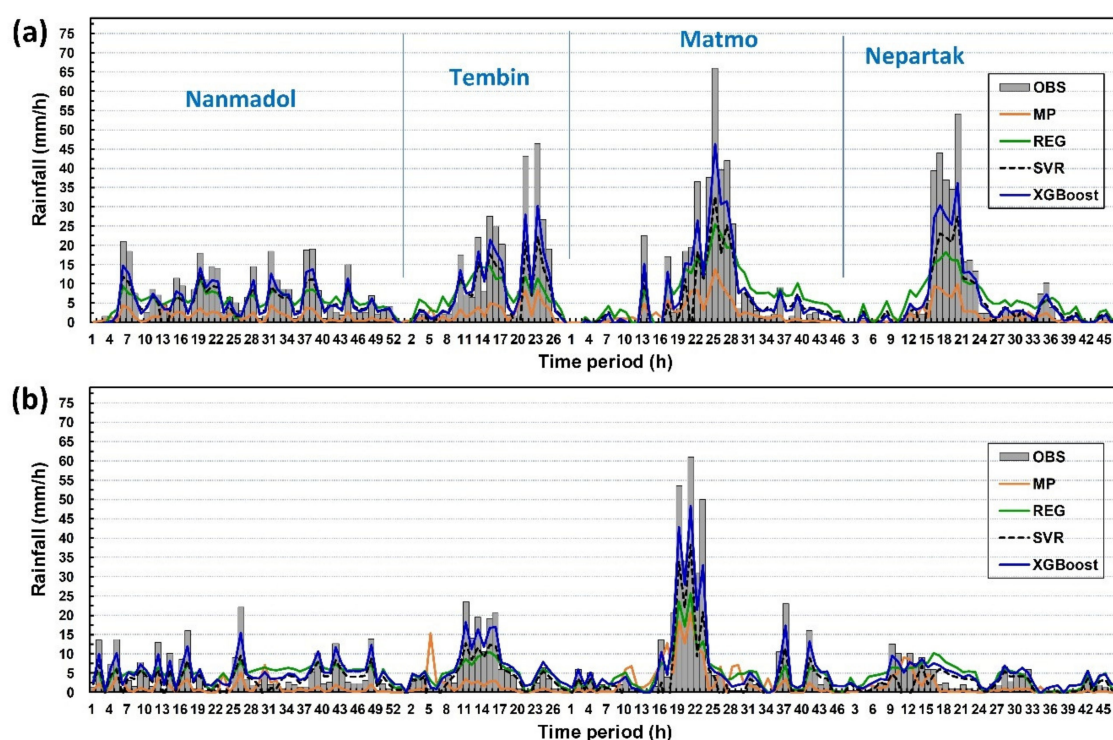 (a)
75
70
65
60
55
50
45
40
35
30
25
20
15
10
5
0
Rainfall (mm/h)
Nanmadol
Tembin
Matmo
Nepartak
OBS
MP
REG
SVR
XGBoost
1 4 7 10 13 16 19 22 25 28 31 34 37 40 43 46 49 52 2 5 8 11 14 17 20 23 26 1 4 7 10 13 16 19 22 25 28 31 34 37 40 43 46 3 6 9 12 15 18 21 24 27 30 33 36 39 42 45
Time period (h)
(b)
75
70
65
60
55
50
45
40
35
30
25
20
15
10
5
0
Rainfall (mm/h)
OBS
MP
REG
SVR
XGBoost
1 4 7 10 13 16 19 22 25 28 31 34 37 40 43 46 49 52 2 5 8 11 14 17 20 23 26 1 4 7 10 13 16 19 22 25 28 31 34 37 40 43 46 3 6 9 12 15 18 21 24 27 30 33 36 39 42 45
Time period (h)